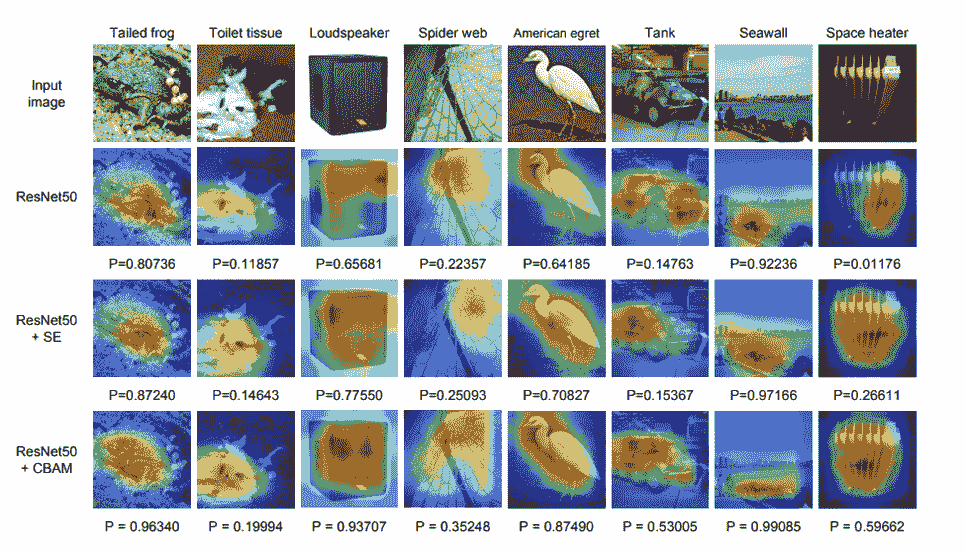 Tailed frog Toilet tissue Loudspeaker Spider web American egret Tank Seawall Space heater
Input
image
ResNet50
P=0.80736 P=0.11857 P=0.65681 P=0.22357 P=0.64185 P=0.14763 P=0.92236 P=0.01176
ResNet50
+ SE
P=0.87240 P=0.14643 P=0.77550 P=0.25093 P=0.70827 P=0.15367 P=0.97166 P=0.26611
ResNet50
+ CBAM
P = 0.96340 P = 0.19994 P = 0.93707 P = 0.35248 P = 0.87490 P = 0.53005 P = 0.99085 P = 0.59662